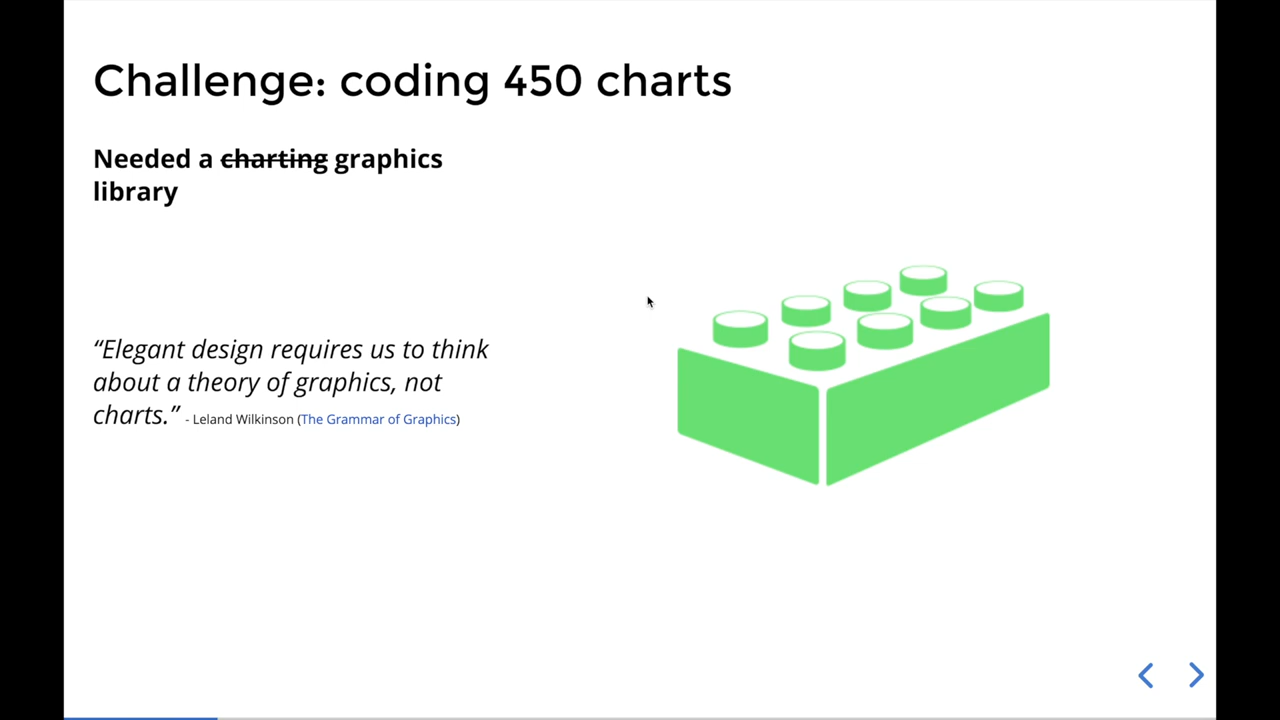 Challenge: coding 450 charts
Needed a charting graphics
library
“Elegant design requires us to think
about a theory of graphics, not
charts.” - Leland Wilkinson (The Grammar of Graphics)